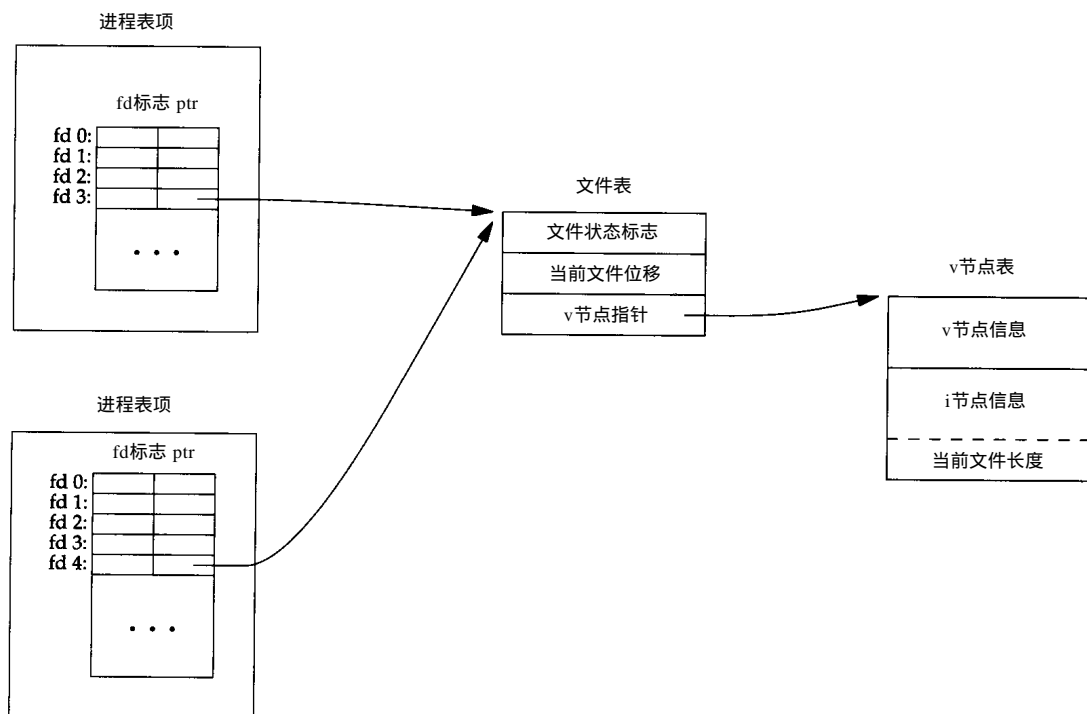 进程表项
fd标志 ptr
fd 0:
fd 1:
fd 2:
fd 3:
文件表
文件状态标志
当前文件位移
v节点指针
v节点表
v节点信息
i节点信息
当前文件长度
进程表项
fd标志 ptr
fd 0:
fd 1:
fd 2:
fd 3:
fd 4: